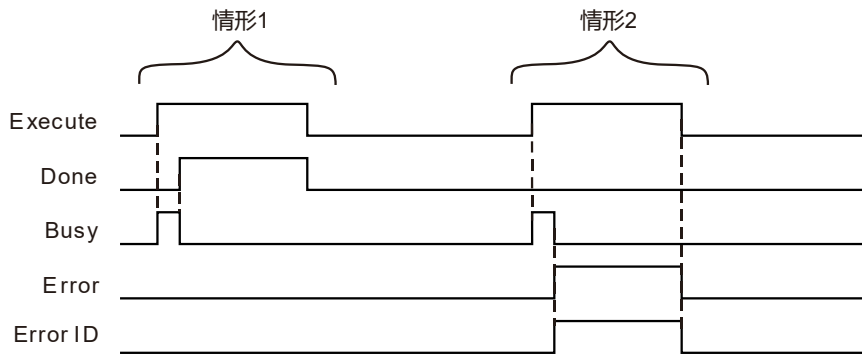 情形1 情形2
Execute
Done
Busy
Error
Error ID